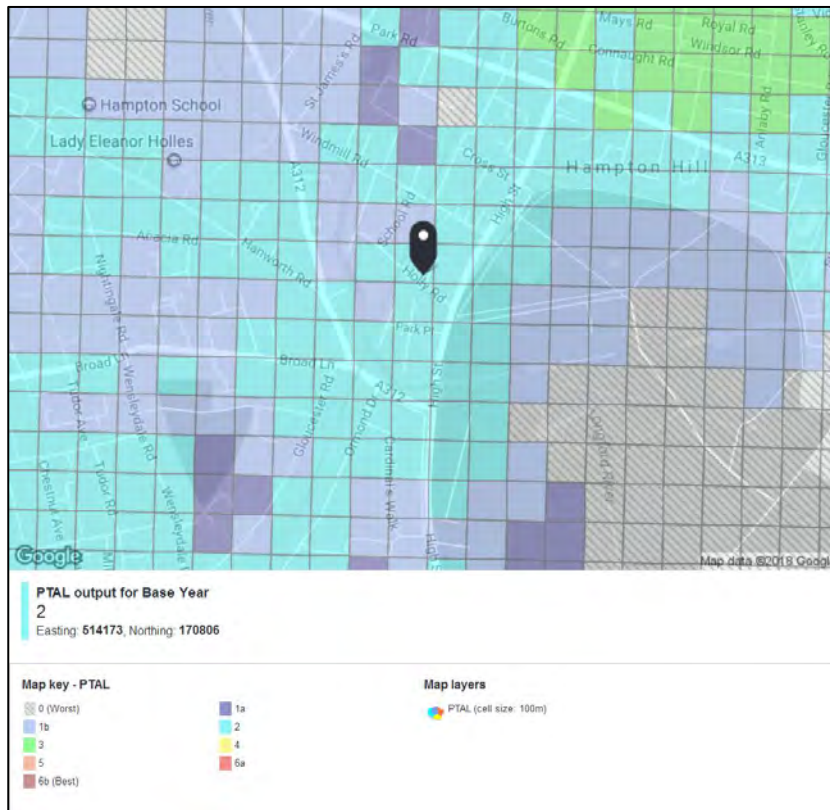 Park Rd
Burtons Rd
Mays Rd
Royal Rd
Windsor Rd
Connaught Rd
St James's Rd
Hampton School
Lady Eleanor Holles
Windmill Rd
A312
Cross St
High St
Hampton Hill
A313
School Rd
Acacia Rd
Hanworth Rd
Holly Rd
Nightingale Rd
Park Pl
Broad Ln
Broad Ln
A312
High St
Gloucester Rd
Ormond Dr
Tudor Ave
Wensleydale Rd
Longford River
Cardinal's Walk
Chestnut Ave
Tudor Rd
Wensleydale
High S
Google
Map data ©2018 Google
PTAL output for Base Year
2
Easting: 514173, Northing: 170806
Map key - PTAL
Map layers
0 (Worst)
1a
PTAL (cell size: 100m)
1b
2
3
4
5
6a
6b (Best)